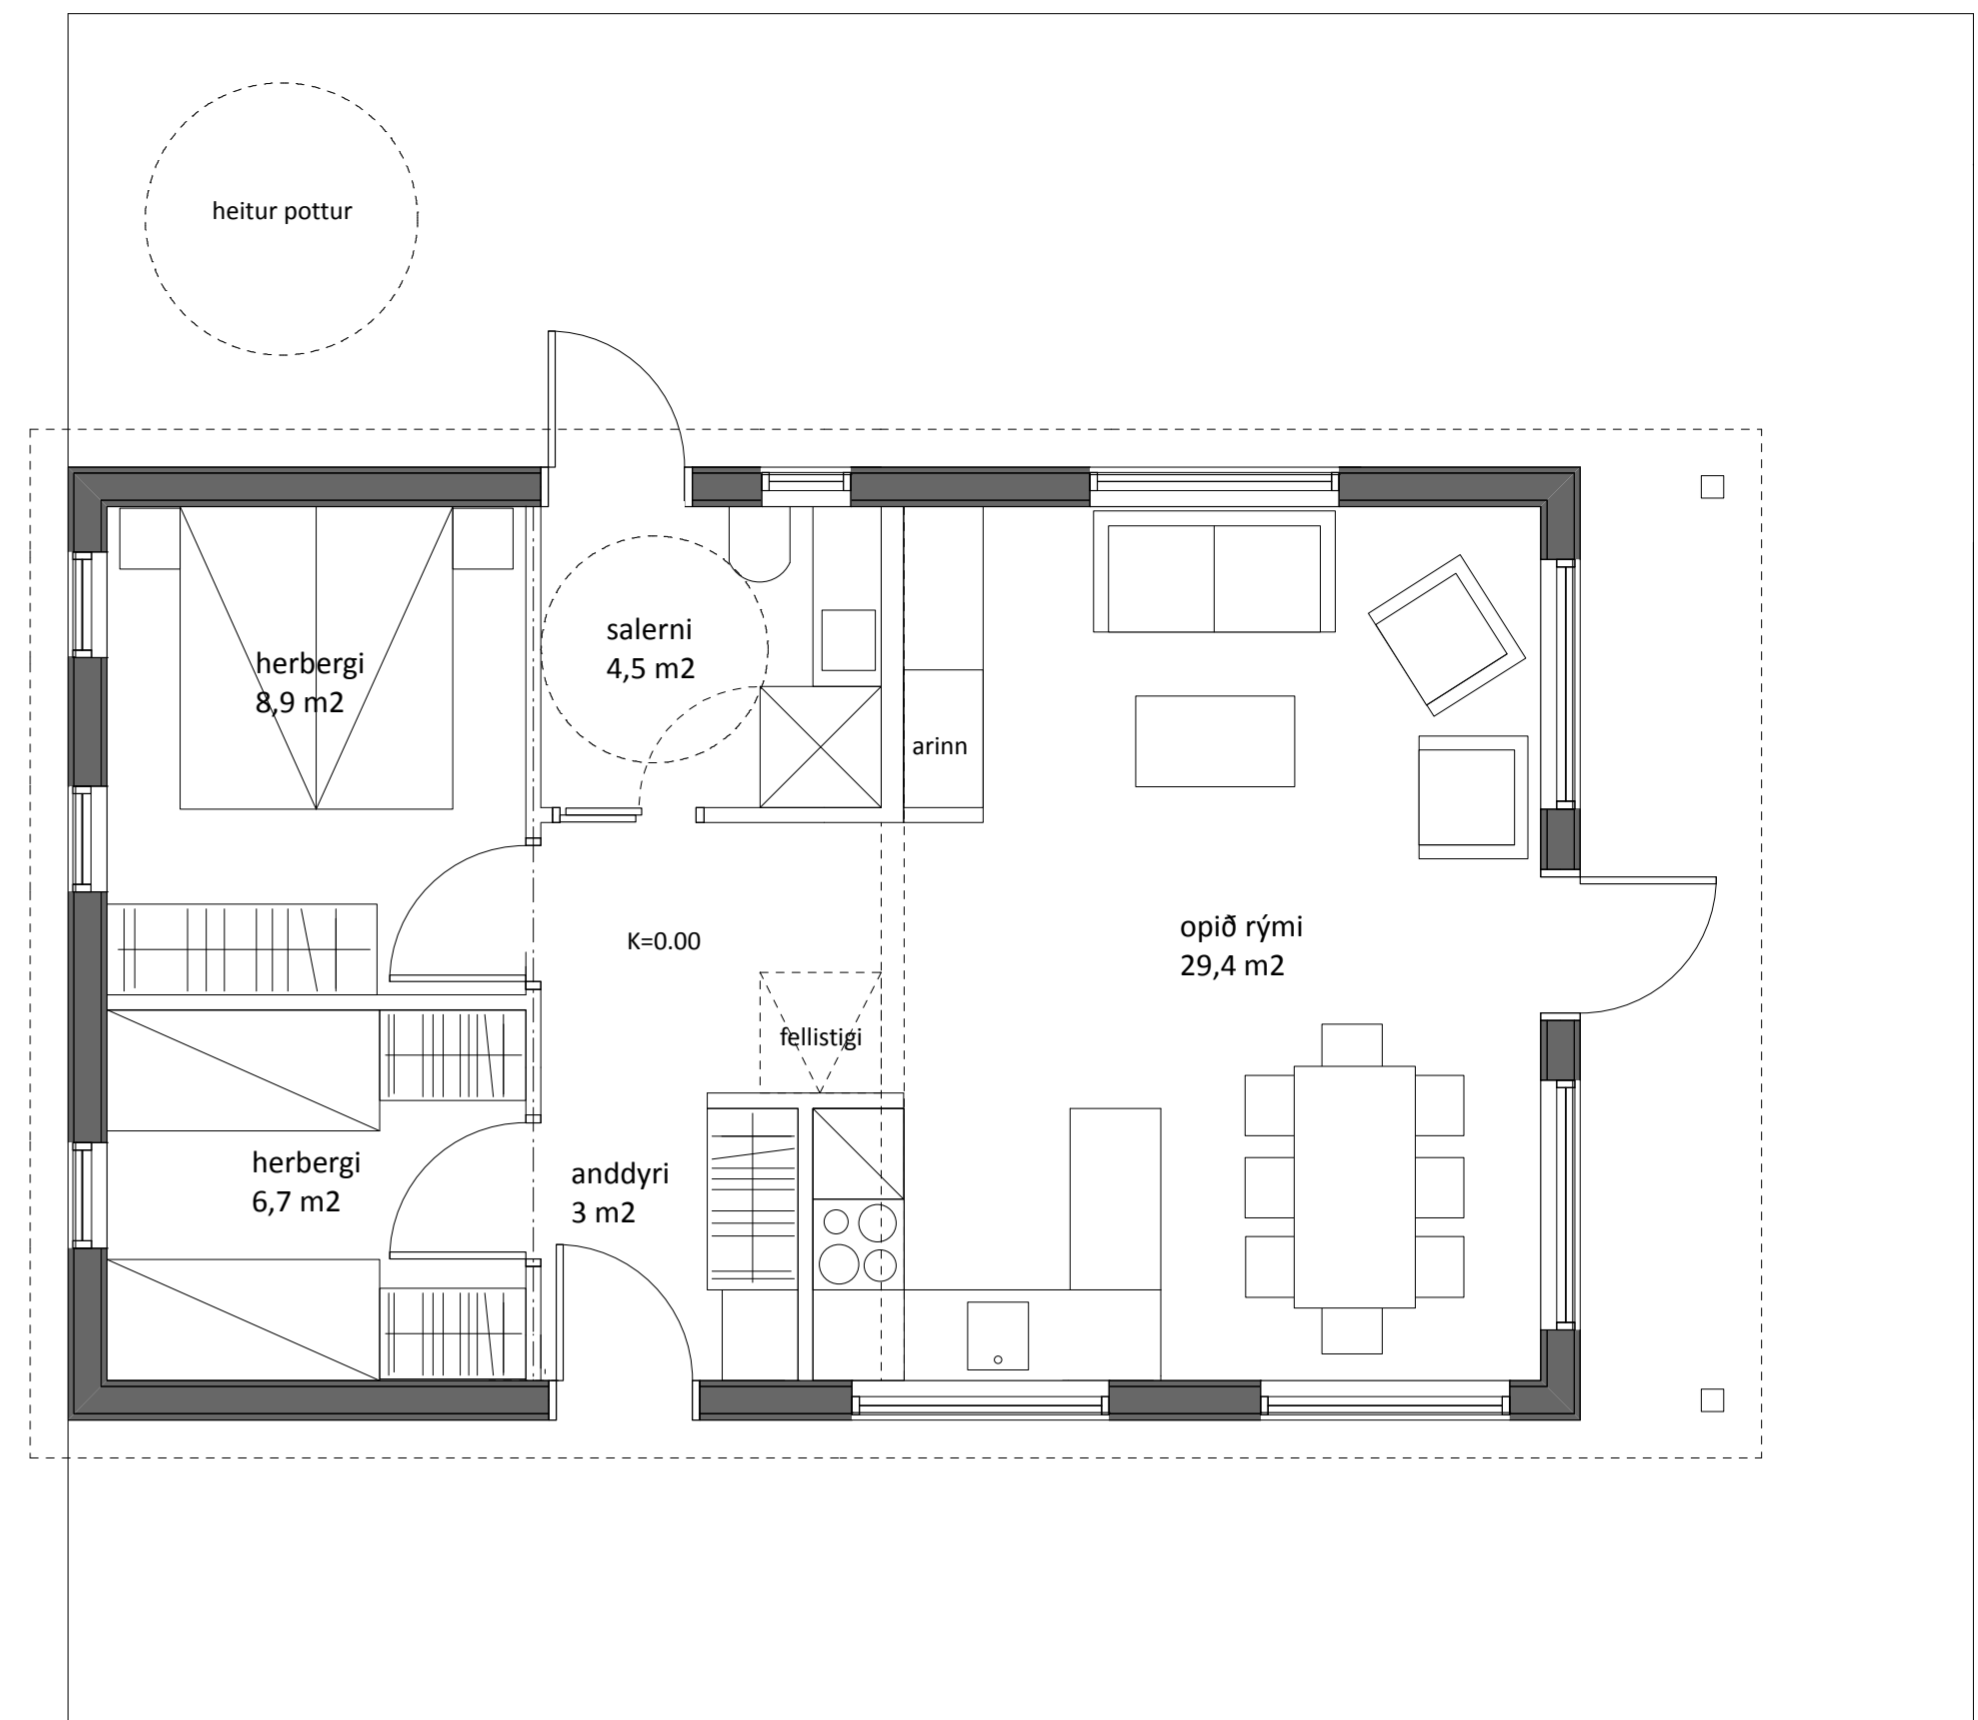 heitur pottur
salerni
4,5 m2
herbergi
8,9 m2
arinn
opið rými
29,4 m2
K=0.00
fellistigi
herbergi
6,7 m2
anddyri
3 m2